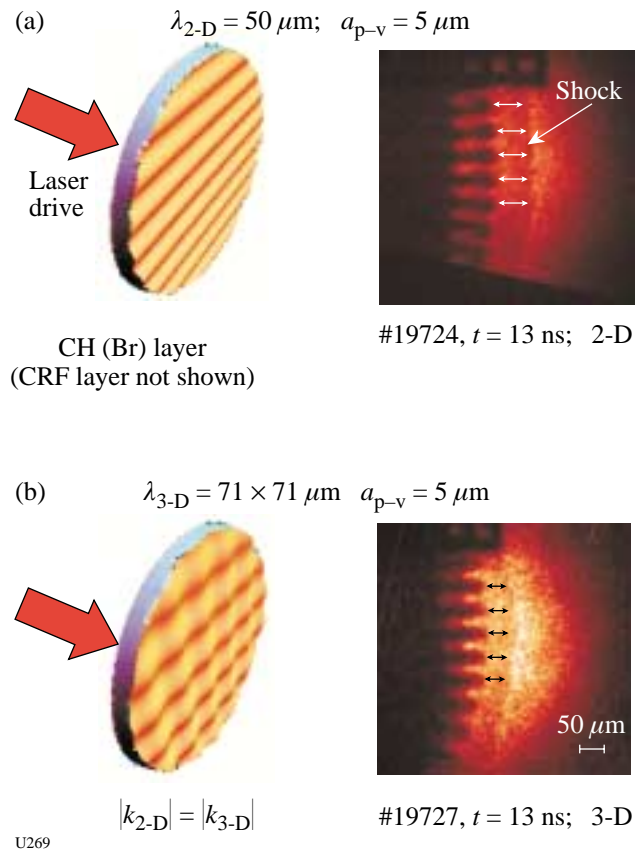 (a) λ2-D = 50 μm; ap–v = 5 μm
Laser
drive
Shock
CH (Br) layer
(CRF layer not shown)
#19724, t = 13 ns; 2-D
(b) λ3-D = 71 × 71 μm ap–v = 5 μm
50 μm
|k2-D| = |k3-D|
#19727, t = 13 ns; 3-D
U269